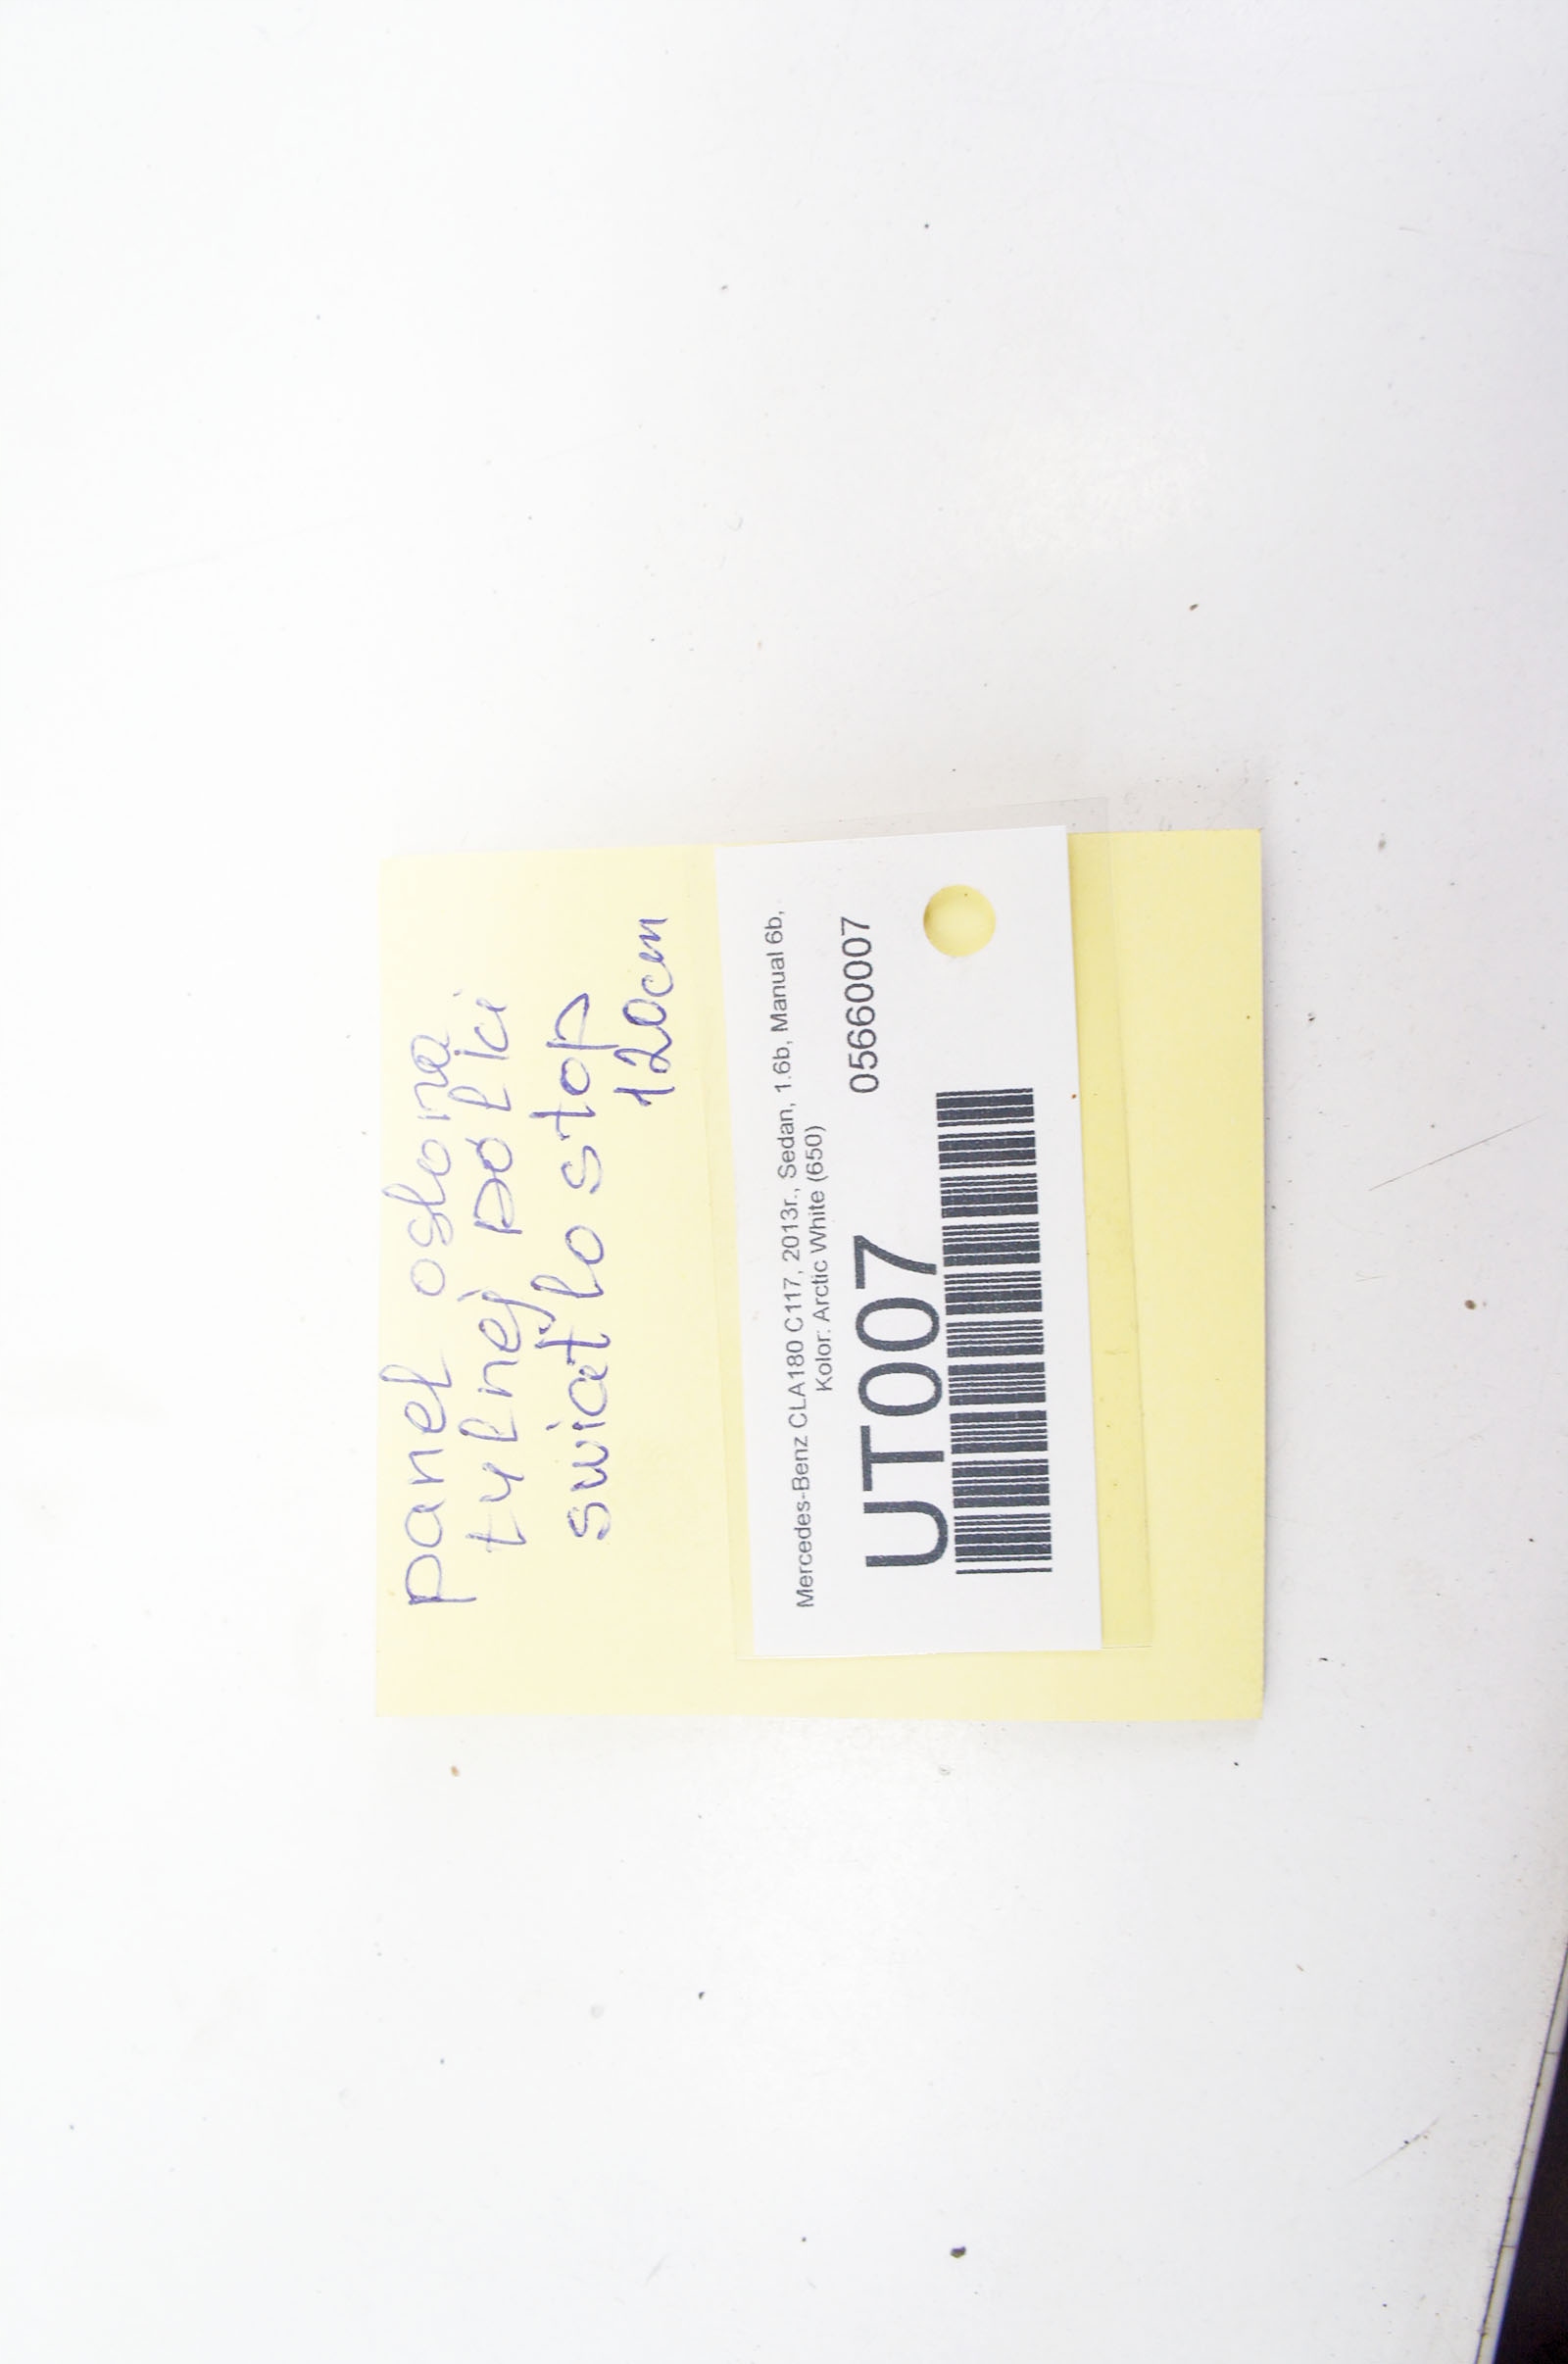 panel osłona
tylnej półki
swiatło stop
120cm
Mercedes-Benz CLA180 C117, 2013r., Sedan, 1.6b, Manual 6b,
Kolor: Arctic White (650)
UT007 05660007